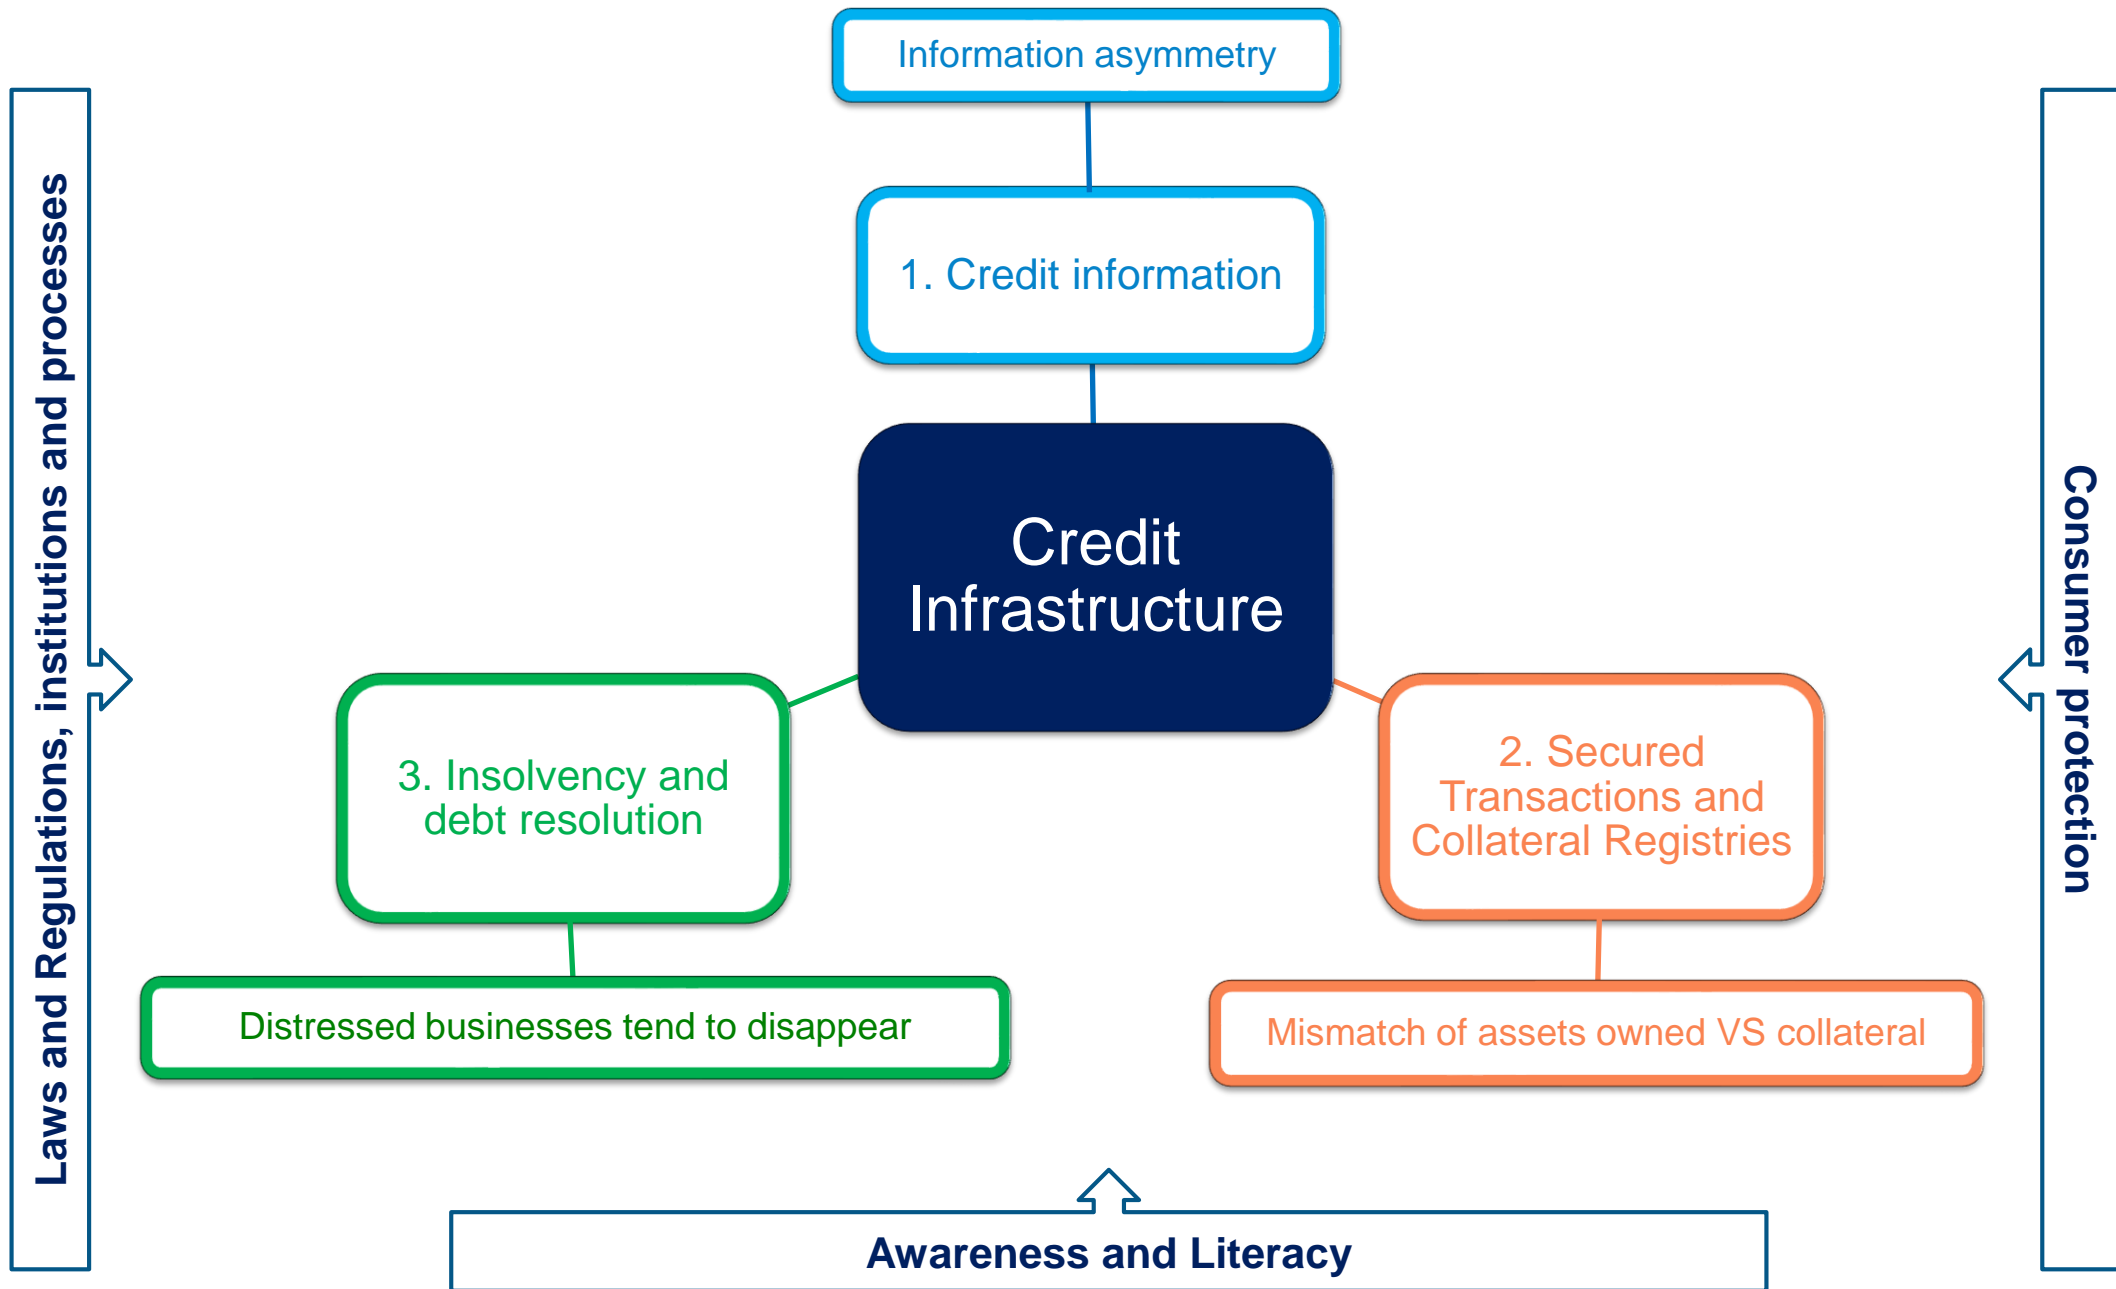 Information asymmetry
1. Credit information
Credit
Infrastructure
3. Insolvency and
debt resolution
2. Secured
Transactions and
Collateral Registries
Distressed businesses tend to disappear
Mismatch of assets owned VS collateral
Laws and Regulations, institutions and processes
Consumer protection
Awareness and Literacy